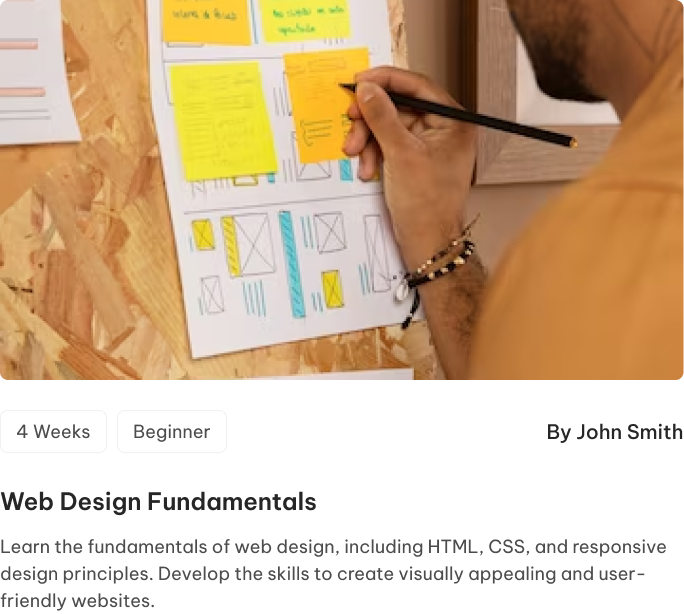 4 Weeks
Beginner
By John Smith
Web Design Fundamentals
Learn the fundamentals of web design, including HTML, CSS, and responsive
design principles. Develop the skills to create visually appealing and user-
friendly websites.